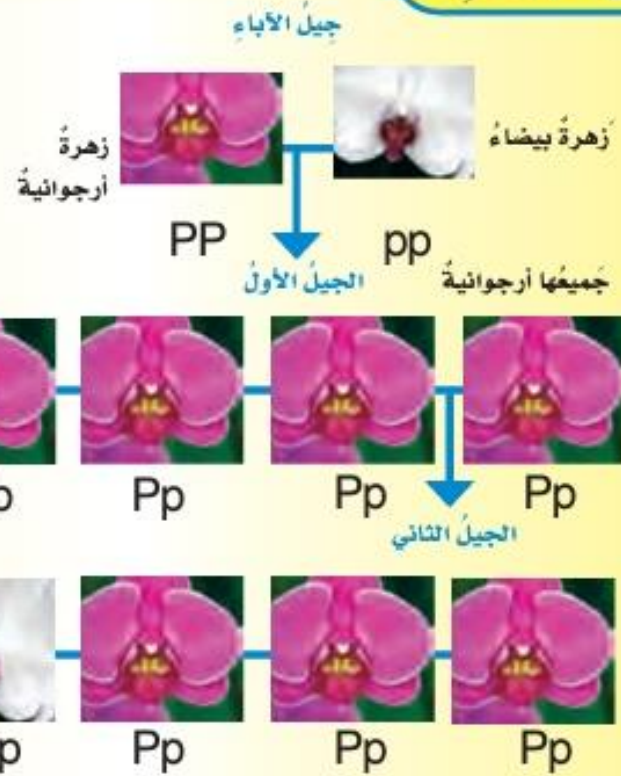 جيلُ الآباءِ
زهرةٌ بيضاءُ
زهرةٌ
أرجوانيةٌ
PP pp
الجيلُ الأولُ
جَميعُها أرجوانيةٌ
p Pp Pp Pp
الجيلُ الثاني
p Pp Pp Pp